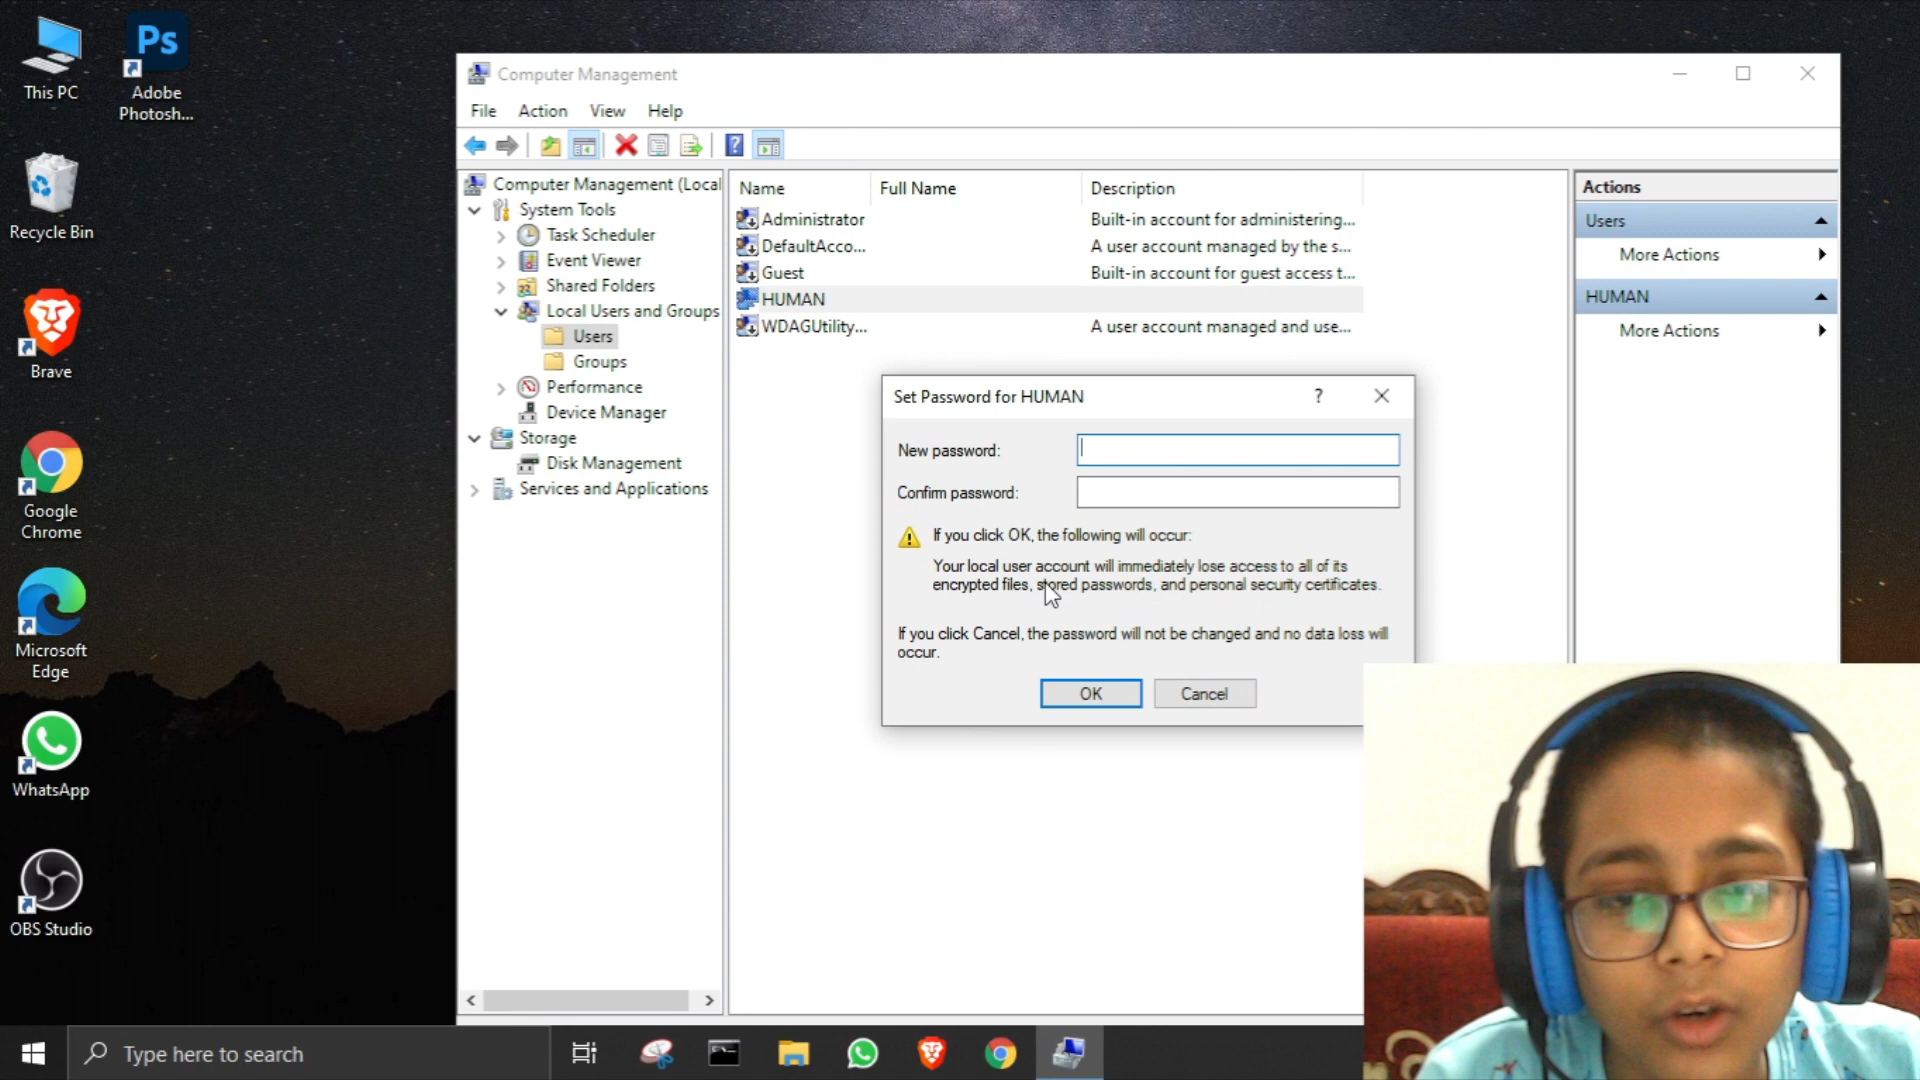 This PC
Ps
Adobe
Photosh...
Recycle Bin
Brave
Google
Chrome
Microsoft
Edge
WhatsApp
OBS Studio
Computer Management
File Action View Help
Computer Management (Local
System Tools
Task Scheduler
Event Viewer
Shared Folders
Local Users and Groups
Users
Groups
Performance
Device Manager
Storage
Disk Management
Services and Applications
Name Full Name Description
Administrator Built-in account for administering...
DefaultAcco... A user account managed by the s...
Guest Built-in account for guest access t...
HUMAN
WDAGUtility... A user account managed and use...
Actions
Users
More Actions
HUMAN
More Actions
Set Password for HUMAN ?
New password:
Confirm password:
If you click OK, the following will occur:
Your local user account will immediately lose access to all of its
encrypted files, stored passwords, and personal security certificates.
If you click Cancel, the password will not be changed and no data loss will
occur.
OK Cancel
Type here to search